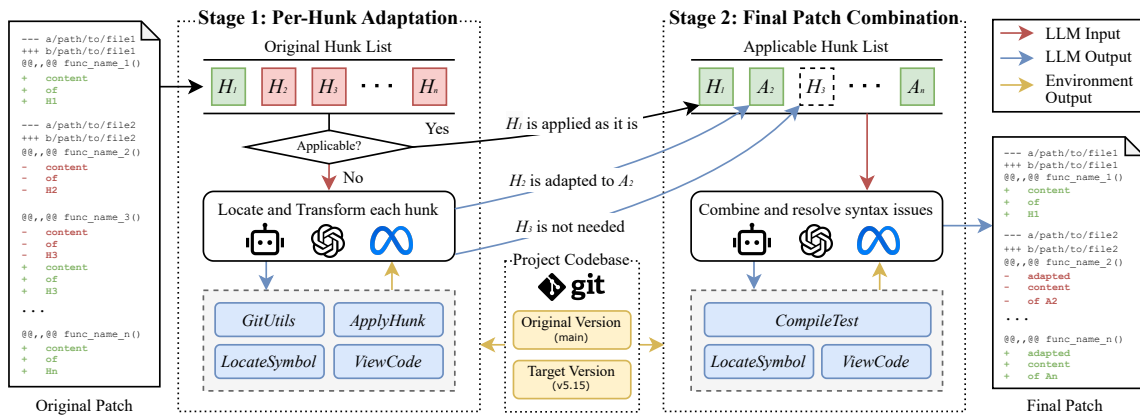 --- a/path/to/file1
+++ b/path/to/file1
@@,,@@ func_name_1()
+ content
+ of
+ H1
--- a/path/to/file2
+++ b/path/to/file2
@@,,@@ func_name_2()
- content
- of
- H2
@@,,@@ func_name_3()
- content
- of
- H3
+ content
+ of
+ H3
...
@@,,@@ func_name_n()
+ content
+ of
+ Hn
Original Patch
Stage 1: Per-Hunk Adaptation
Original Hunk List
H1 H2 H3 ··· Hn
Applicable?
Yes
No
Locate and Transform each hunk
GitUtils
ApplyHunk
LocateSymbol
ViewCode
H1 is applied as it is
H2 is adapted to A2
H3 is not needed
Project Codebase
git
Original Version
(main)
Target Version
(v5.15)
Stage 2: Final Patch Combination
Applicable Hunk List
H1 A2 H3 ··· An
Combine and resolve syntax issues
CompileTest
LocateSymbol
ViewCode
LLM Input
LLM Output
Environment
Output
--- a/path/to/file1
+++ b/path/to/file1
@@,,@@ func_name_1()
+ content
+ of
+ H1
--- a/path/to/file2
+++ b/path/to/file2
@@,,@@ func_name_2()
- adapted
- content
- of A2
...
@@,,@@ func_name_n()
+ adapted
+ content
+ of An
Final Patch